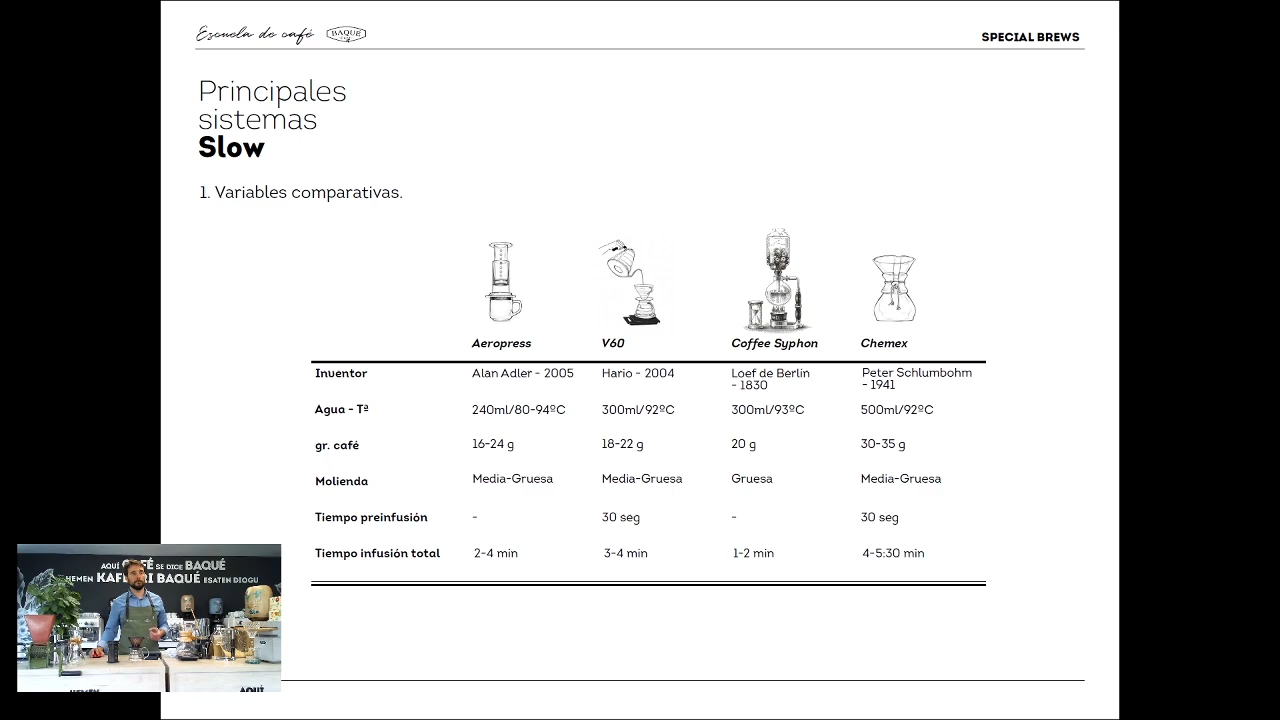 Escuela de café BAQUÉ
SPECIAL BREWS
Principales
sistemas
Slow
1. Variables comparativas.
Aeropress V60 Coffee Syphon Chemex
Inventor Alan Adler - 2005 Hario - 2004 Loef de Berlin - 1830 Peter Schlumbohm - 1941
Agua - Tª 240ml/80-94ºC 300ml/92ºC 300ml/93ºC 500ml/92ºC
gr. café 16-24 g 18-22 g 20 g 30-35 g
Molienda Media-Gruesa Media-Gruesa Gruesa Media-Gruesa
Tiempo preinfusión - 30 seg - 30 seg
Tiempo infusión total 2-4 min 3-4 min 1-2 min 4-5:30 min
AQUÍ CAFÉ SE DICE BAQUÉ
HEMEN KAFEARI BAQUÉ ESATEN DIOGU
HEMEN
AQUÍ